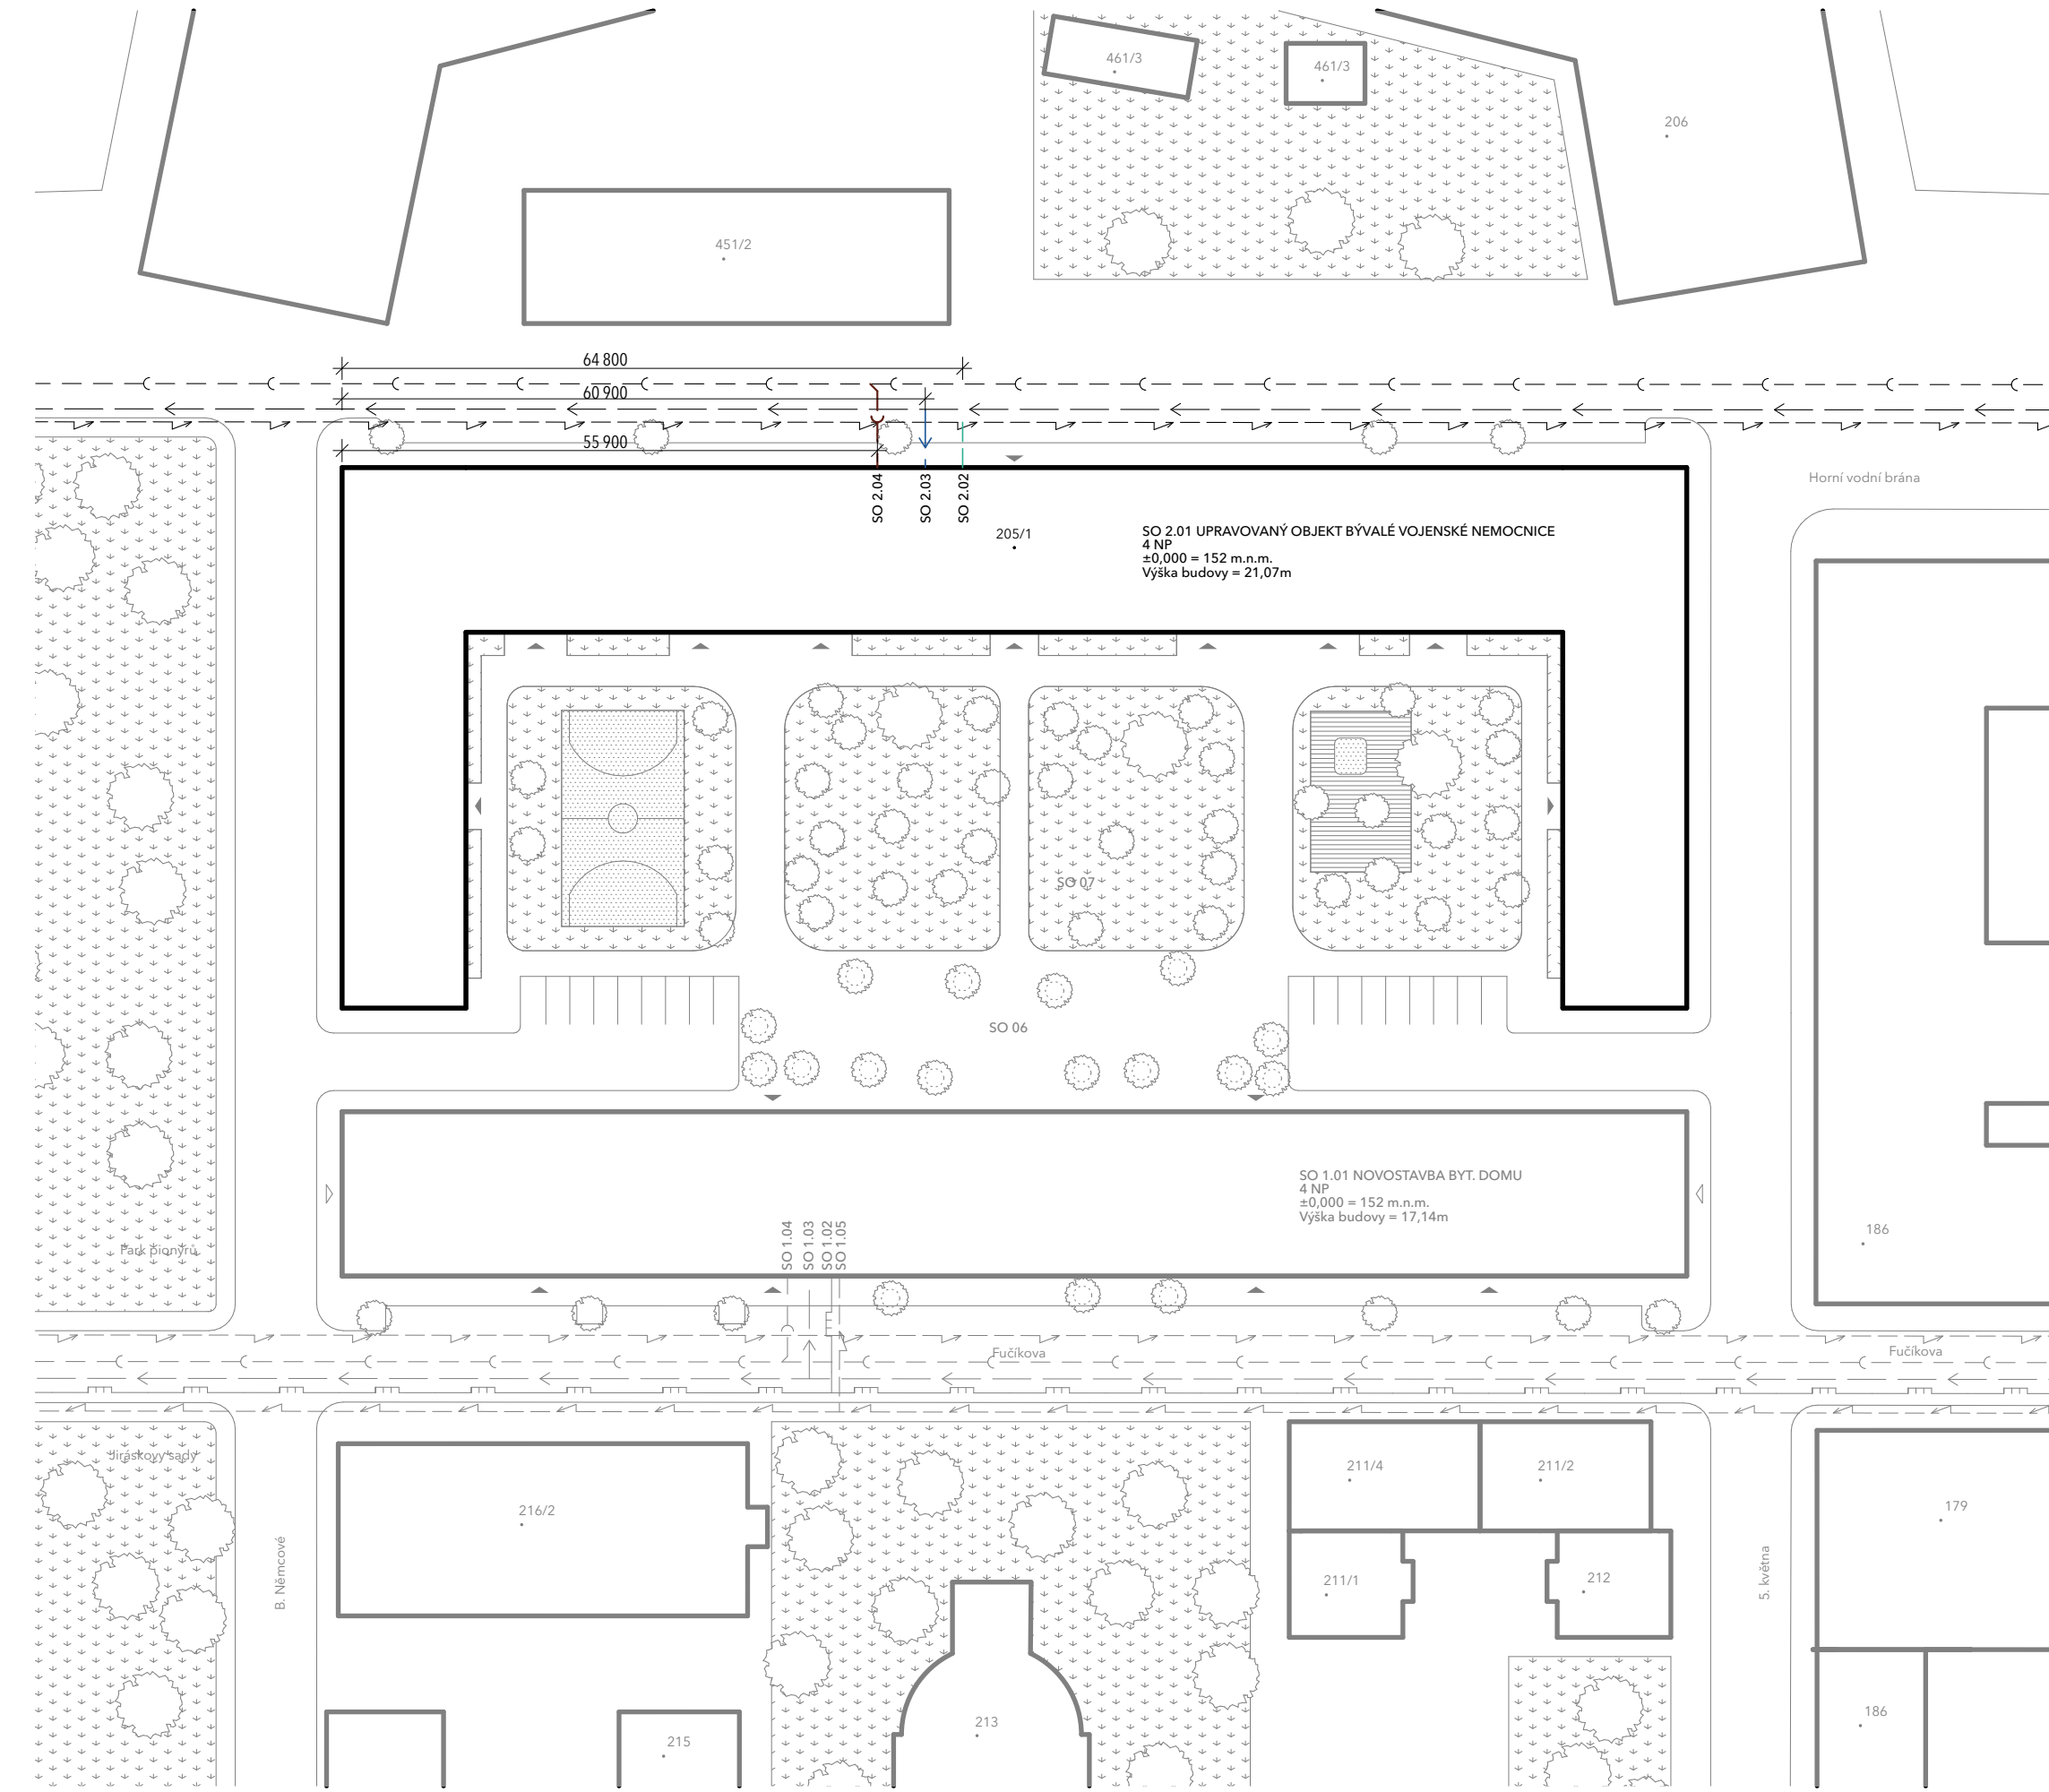 461/3
461/3
206
451/2
64 800
60 900
55 900
SO 2.04
SO 2.03
SO 2.02
Horní vodní brána
205/1
SO 2.01 UPRAVOVANÝ OBJEKT BÝVALÉ VOJENSKÉ NEMOCNICE
4 NP
±0,000 = 152 m.n.m.
Výška budovy = 21,07m
SO 07
SO 06
SO 1.01 NOVOSTAVBA BYT. DOMU
4 NP
±0,000 = 152 m.n.m.
Výška budovy = 17,14m
SO 1.04
SO 1.03
SO 1.02
SO 1.05
186
Park pionýrů
Fučíkova
Fučíkova
Jiráskovy sady
211/4
211/2
216/2
179
B. Němcové
211/1
212
5. května
213
215
186